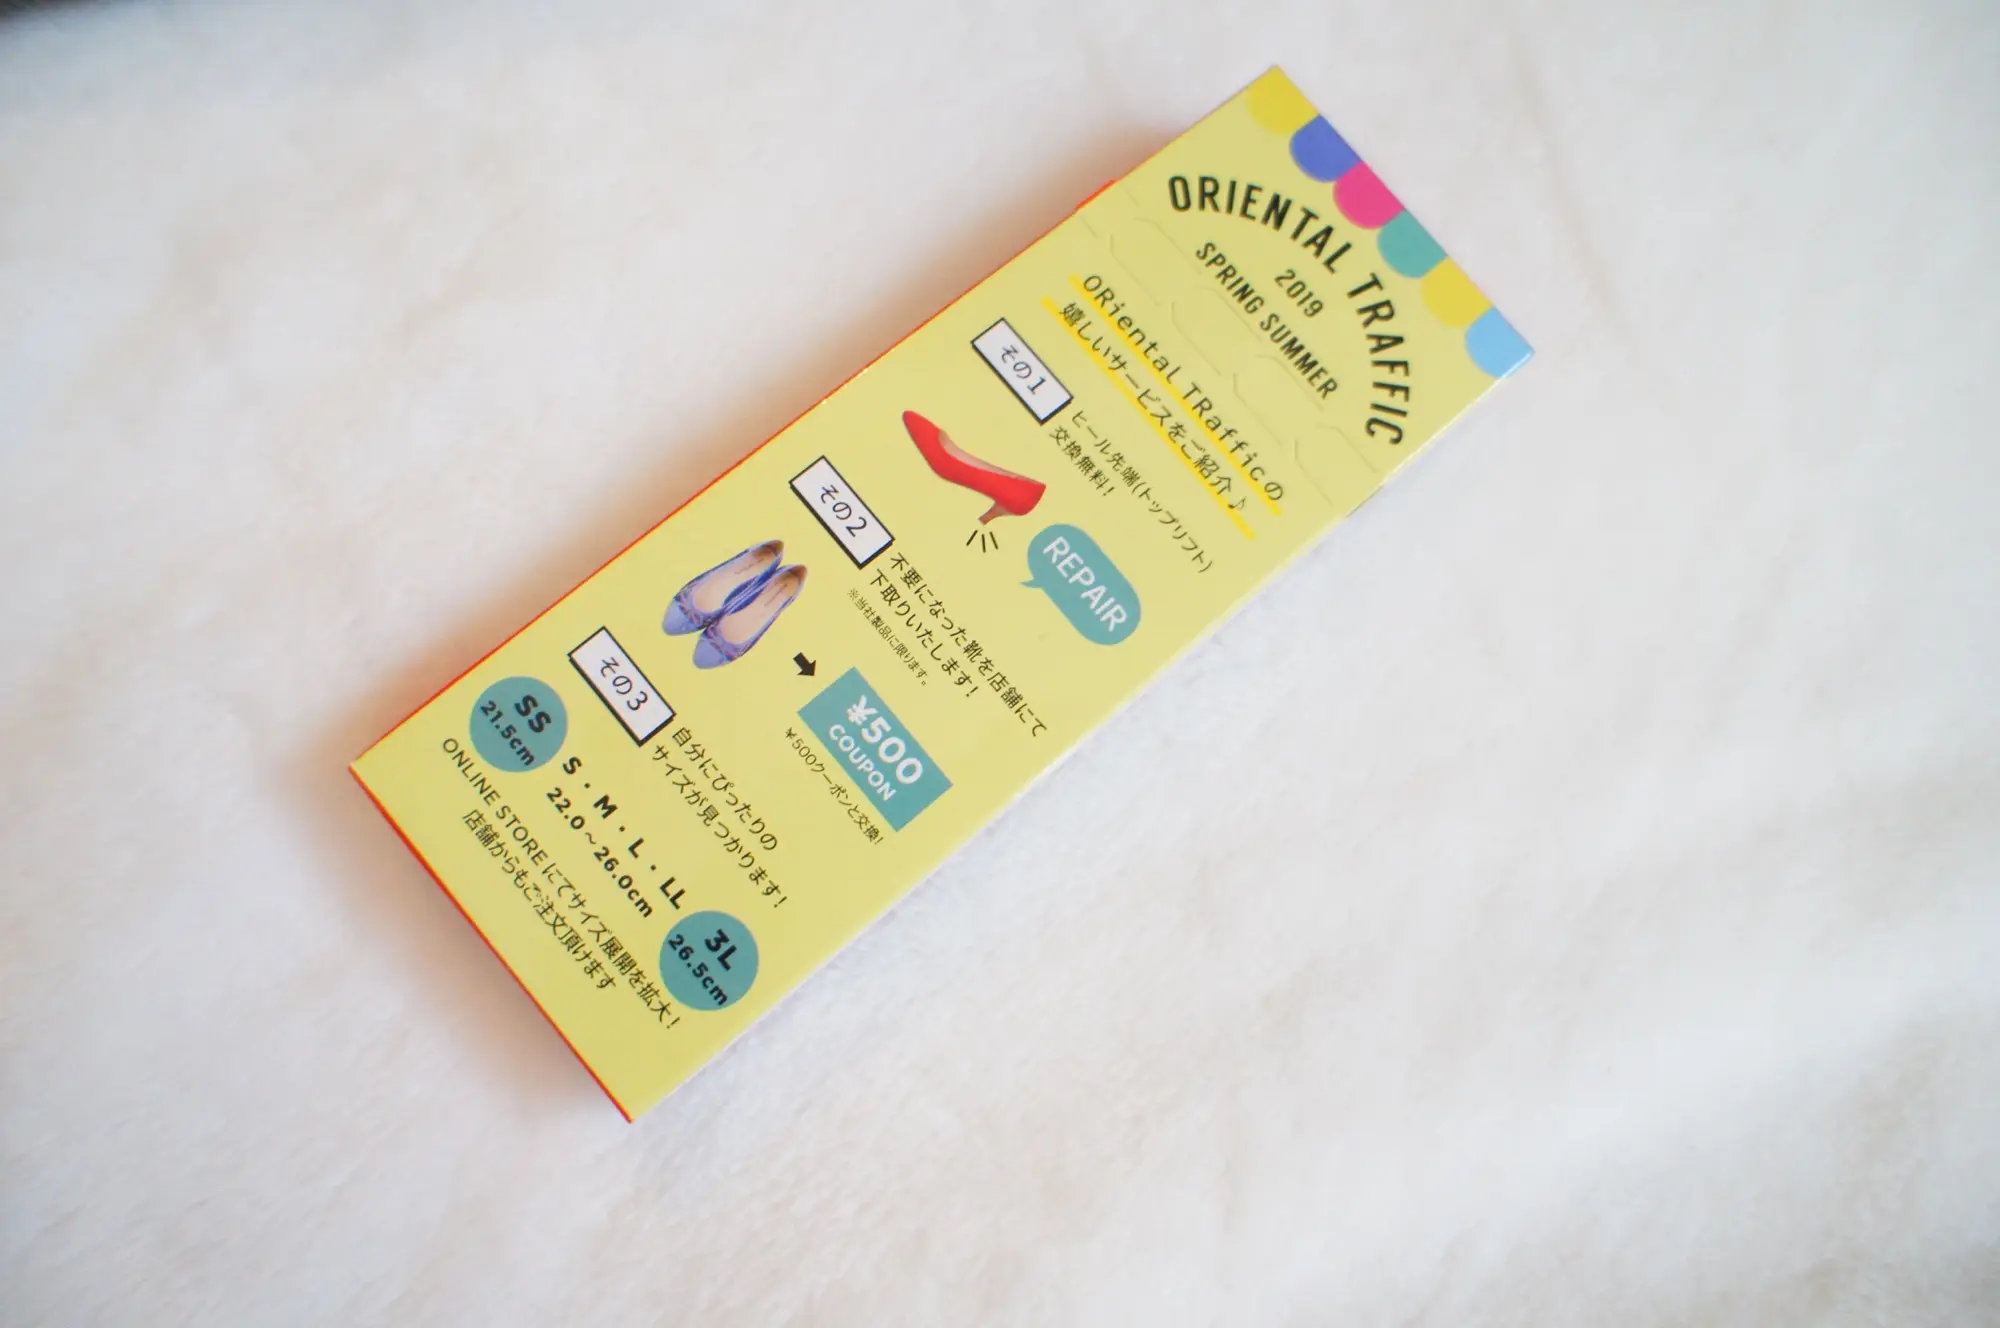 ORIENTAL TRAFFIC
2019
SPRING SUMMER
ORiental TRafficの
嬉しいサービスをご紹介♪
その1
ヒール先端(トップリフト)
交換無料!
REPAIR
その2
不要になった靴を店舗にて
下取りいたします!
※当社製品に限ります。
¥500
COUPON
¥500クーポンと交換!
その3
自分にぴったりの
サイズが見つかります!
SS
21.5cm
S・M・L・LL
22.0～26.0cm
3L
26.5cm
ONLINE STOREにてサイズ展開を拡大!
店舗からもご注文頂けます